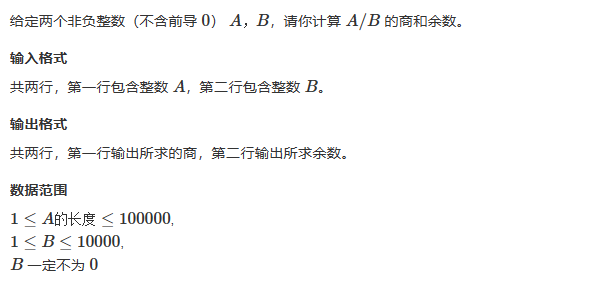 给定两个非负整数（不含前导 0） A，B，请你计算 A/B 的商和余数。
输入格式
共两行，第一行包含整数 A，第二行包含整数 B。
输出格式
共两行，第一行输出所求的商，第二行输出所求余数。
数据范围
1 ≤ A的长度 ≤ 100000,
1 ≤ B ≤ 10000,
B 一定不为 0